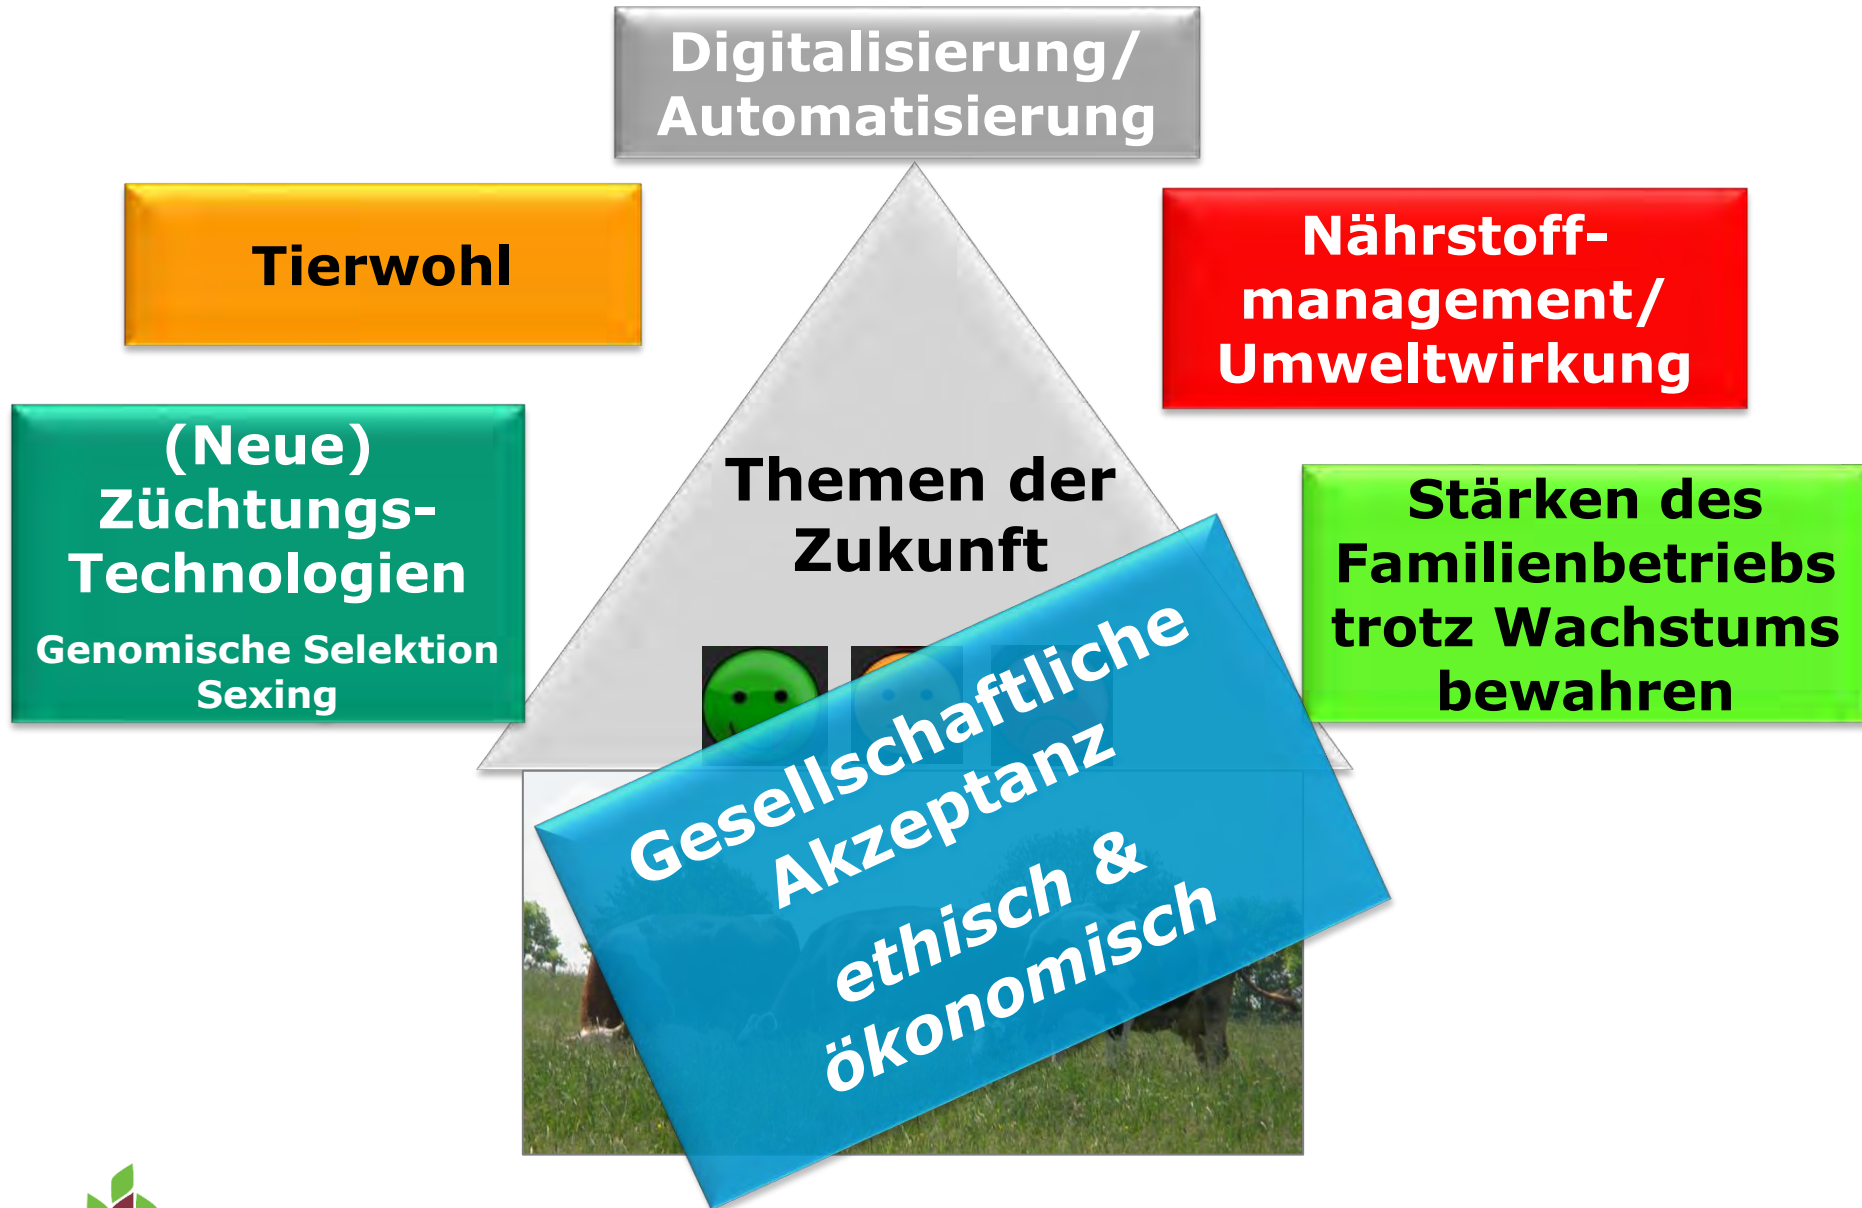 Digitalisierung/
Automatisierung
Tierwohl
Nährstoff-
management/
Umweltwirkung
(Neue)
Züchtungs-
Technologien
Genomische Selektion
Sexing
Themen der
Zukunft
Stärken des
Familienbetriebs
trotz Wachstums
bewahren
Gesellschaftliche
Akzeptanz
ethisch &
ökonomisch